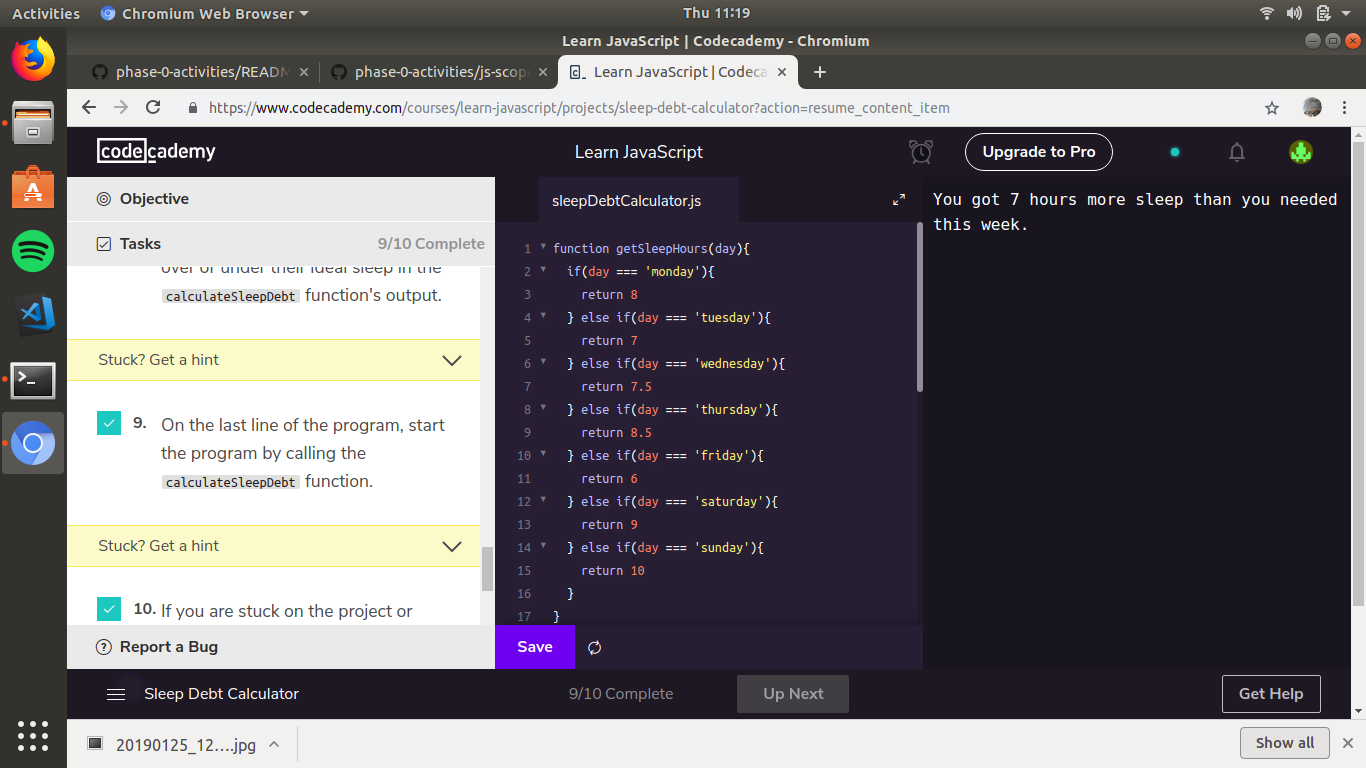 Activities
Chromium Web Browser
Thu 11:19
Learn JavaScript | Codecademy - Chromium
phase-0-activities/READM
phase-0-activities/js-scop
Learn JavaScript | Codeca
https://www.codecademy.com/courses/learn-javascript/projects/sleep-debt-calculator?action=resume_content_item
codecademy
Learn JavaScript
Upgrade to Pro
Objective
Tasks
9/10 Complete
over or under their ideal sleep in the
calculateSleepDebt function's output.
Stuck? Get a hint
9. On the last line of the program, start
the program by calling the
calculateSleepDebt function.
Stuck? Get a hint
10. If you are stuck on the project or
Report a Bug
sleepDebtCalculator.js
1 function getSleepHours(day){
2 if(day === 'monday'){
3 return 8
4 } else if(day === 'tuesday'){
5 return 7
6 } else if(day === 'wednesday'){
7 return 7.5
8 } else if(day === 'thursday'){
9 return 8.5
10 } else if(day === 'friday'){
11 return 6
12 } else if(day === 'saturday'){
13 return 9
14 } else if(day === 'sunday'){
15 return 10
16 }
17 }
Save
You got 7 hours more sleep than you needed
this week.
Sleep Debt Calculator
9/10 Complete
Up Next
Get Help
20190125_12....jpg
Show all